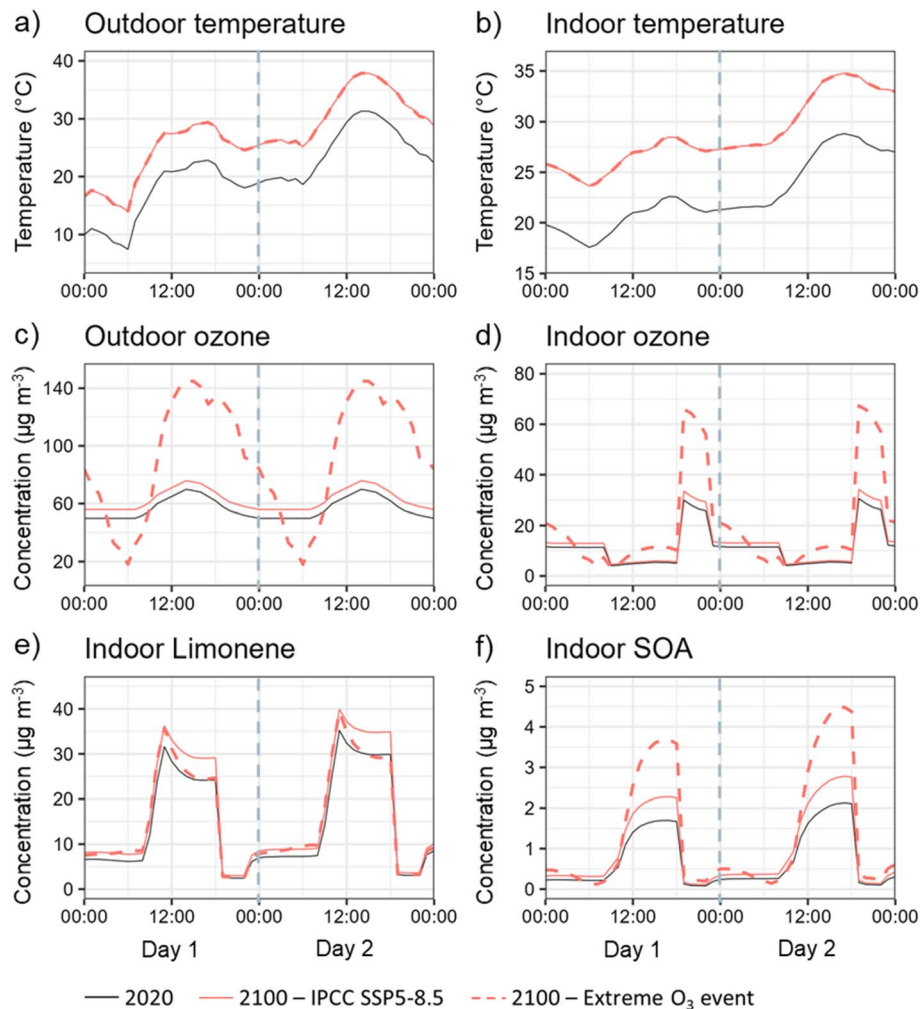 a) Outdoor temperature
Temperature (°C)
40
30
20
10
00:00 12:00 00:00 12:00 00:00
b) Indoor temperature
Temperature (°C)
35
30
25
20
15
00:00 12:00 00:00 12:00 00:00
c) Outdoor ozone
Concentration (µg m⁻³)
140
100
60
20
00:00 12:00 00:00 12:00 00:00
d) Indoor ozone
Concentration (µg m⁻³)
80
60
40
20
0
00:00 12:00 00:00 12:00 00:00
e) Indoor Limonene
Concentration (µg m⁻³)
40
30
20
10
0
00:00 12:00 00:00 12:00 00:00
Day 1 Day 2
f) Indoor SOA
Concentration (µg m⁻³)
5
4
3
2
1
0
00:00 12:00 00:00 12:00 00:00
Day 1 Day 2
2020 2100 – IPCC SSP5-8.5 2100 – Extreme O₃ event